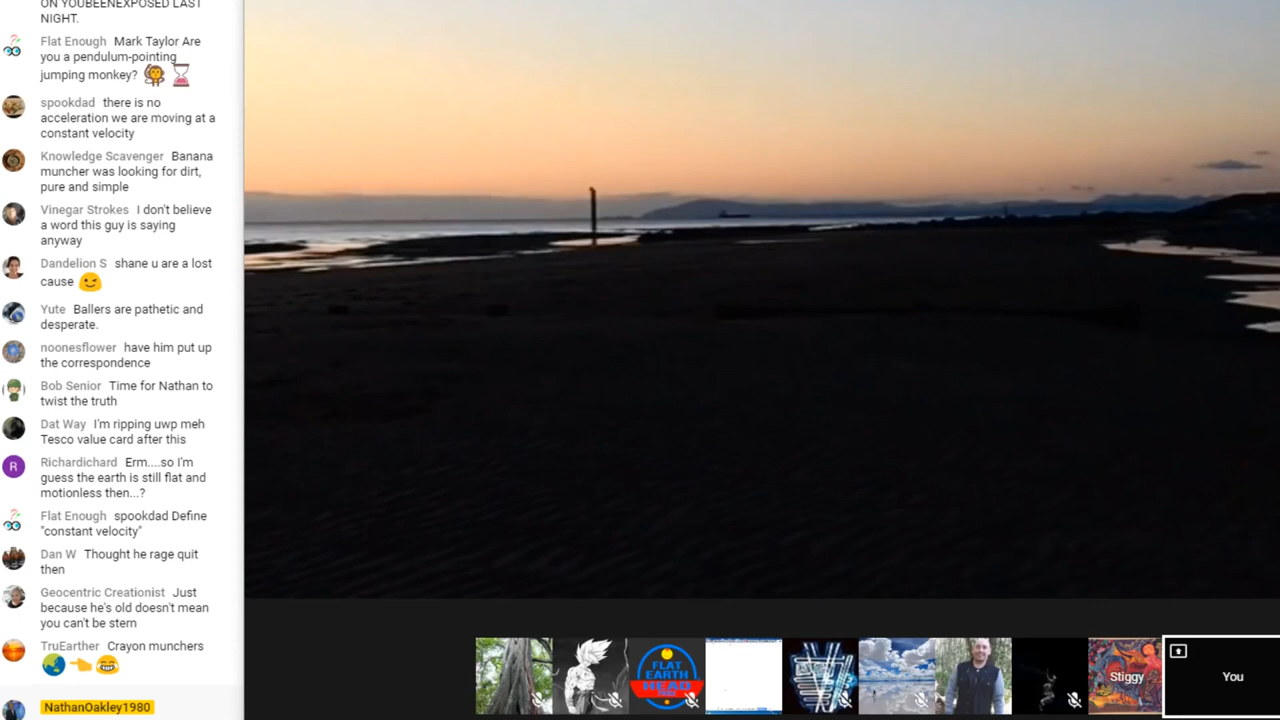 ON YOUBEENEXPOSED LAST
NIGHT.
Flat Enough Mark Taylor Are
you a pendulum-pointing
jumping monkey?
spookdad there is no
acceleration we are moving at a
constant velocity
Knowledge Scavenger Banana
muncher was looking for dirt,
pure and simple
Vinegar Strokes I don't believe
a word this guy is saying
anyway
Dandelion S shane u are a lost
cause
Yute Ballers are pathetic and
desperate.
noonesflower have him put up
the correspondence
Bob Senior Time for Nathan to
twist the truth
Dat Way I'm ripping uwp meh
Tesco value card after this
R
Richardichard Erm....so I'm
guess the earth is still flat and
motionless then...?
Flat Enough spookdad Define
"constant velocity"
Dan W Thought he rage quit
then
Geocentric Creationist Just
because he's old doesn't mean
you can't be stern
TruEarther Crayon munchers
NathanOakley1980
FLAT
EARTH
HEAD
Stiggy
You